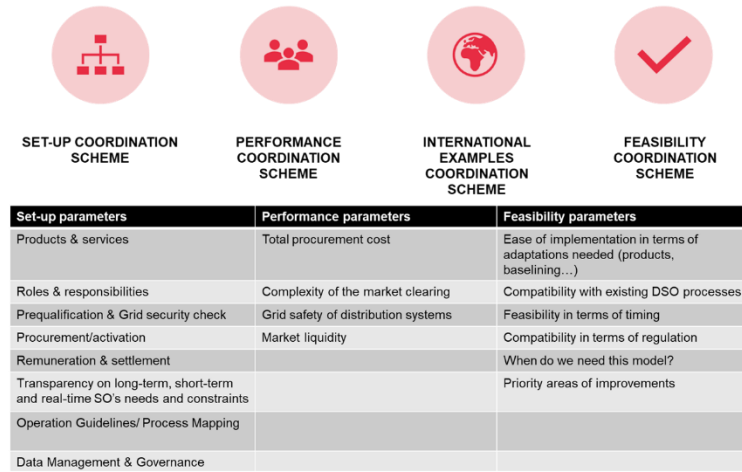 SET-UP COORDINATION
SCHEME
PERFORMANCE
COORDINATION
SCHEME
INTERNATIONAL
EXAMPLES
COORDINATION
SCHEME
FEASIBILITY
COORDINATION
SCHEME
Set-up parameters
Performance parameters
Feasibility parameters
Products & services
Total procurement cost
Ease of implementation in terms of
adaptations needed (products,
baselining…)
Roles & responsibilities
Complexity of the market clearing
Compatibility with existing DSO processes
Prequalification & Grid security check
Grid safety of distribution systems
Feasibility in terms of timing
Procurement/activation
Market liquidity
Compatibility in terms of regulation
Remuneration & settlement
When do we need this model?
Transparency on long-term, short-term
and real-time SO's needs and constraints
Priority areas of improvements
Operation Guidelines/ Process Mapping
Data Management & Governance